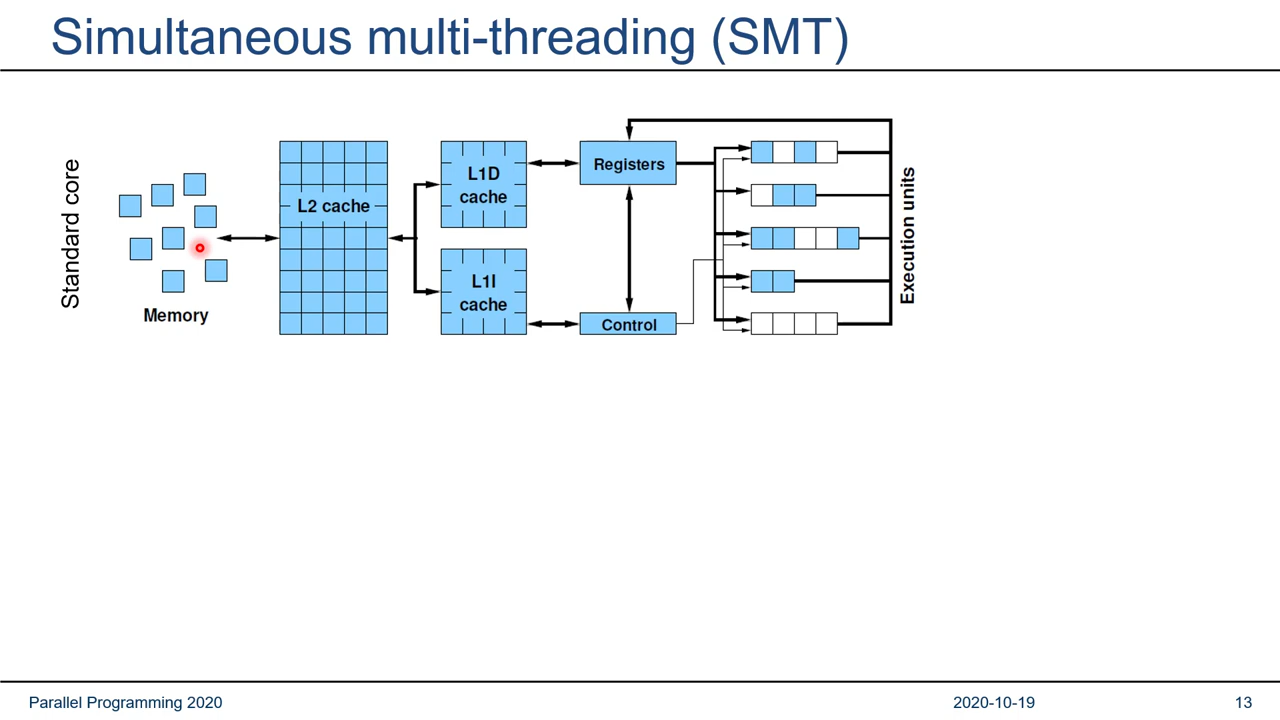 Simultaneous multi-threading (SMT)
Standard core
Memory
L2 cache
L1D
cache
L1I
cache
Registers
Control
Execution units
Parallel Programming 2020
2020-10-19
13